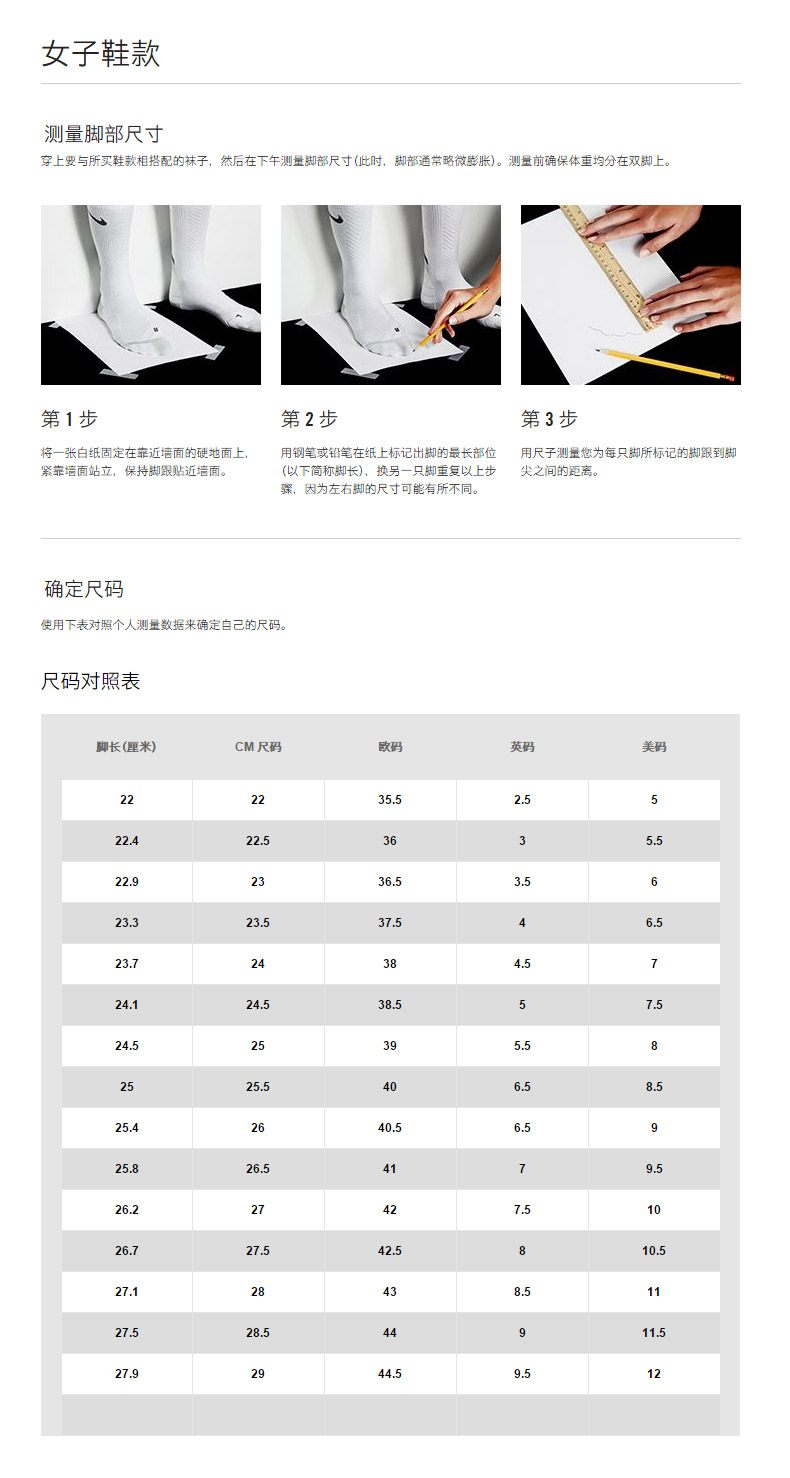 女子鞋款
测量脚部尺寸
穿上要与所买鞋款相搭配的袜子，然后在下午测量脚部尺寸(此时，脚部通常略微膨胀)。测量前确保体重均分在双脚上。
第 1 步
将一张白纸固定在靠近墙面的硬地面上，
紧靠墙面站立，保持脚跟贴近墙面。
第 2 步
用钢笔或铅笔在纸上标记出脚的最长部位
(以下简称脚长)，换另一只脚重复以上步
骤，因为左右脚的尺寸可能有所不同。
第 3 步
用尺子测量您为每只脚所标记的脚跟到脚
尖之间的距离。
确定尺码
使用下表对照个人测量数据来确定自己的尺码。
尺码对照表
脚长(厘米) CM 尺码 欧码 英码 美码
22 22 35.5 2.5 5
22.4 22.5 36 3 5.5
22.9 23 36.5 3.5 6
23.3 23.5 37.5 4 6.5
23.7 24 38 4.5 7
24.1 24.5 38.5 5 7.5
24.5 25 39 5.5 8
25 25.5 40 6.5 8.5
25.4 26 40.5 6.5 9
25.8 26.5 41 7 9.5
26.2 27 42 7.5 10
26.7 27.5 42.5 8 10.5
27.1 28 43 8.5 11
27.5 28.5 44 9 11.5
27.9 29 44.5 9.5 12